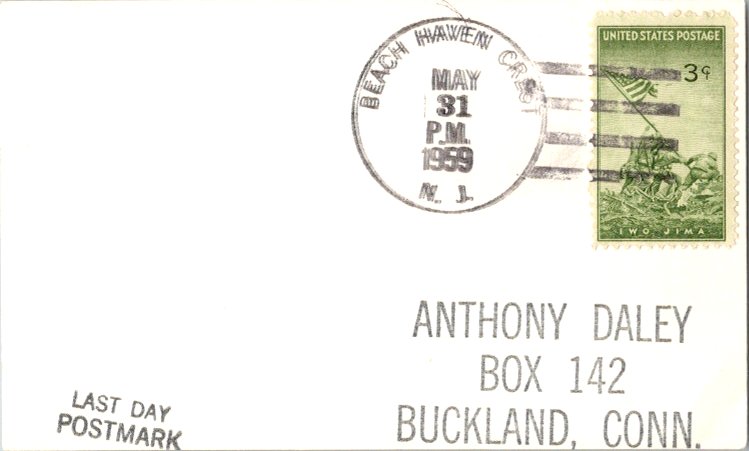 BEACH HAVEN CREST
MAY
31
P.M.
1959
N. J.
UNITED STATES POSTAGE
3¢
IWO JIMA
ANTHONY DALEY
BOX 142
BUCKLAND, CONN.
LAST DAY
POSTMARK